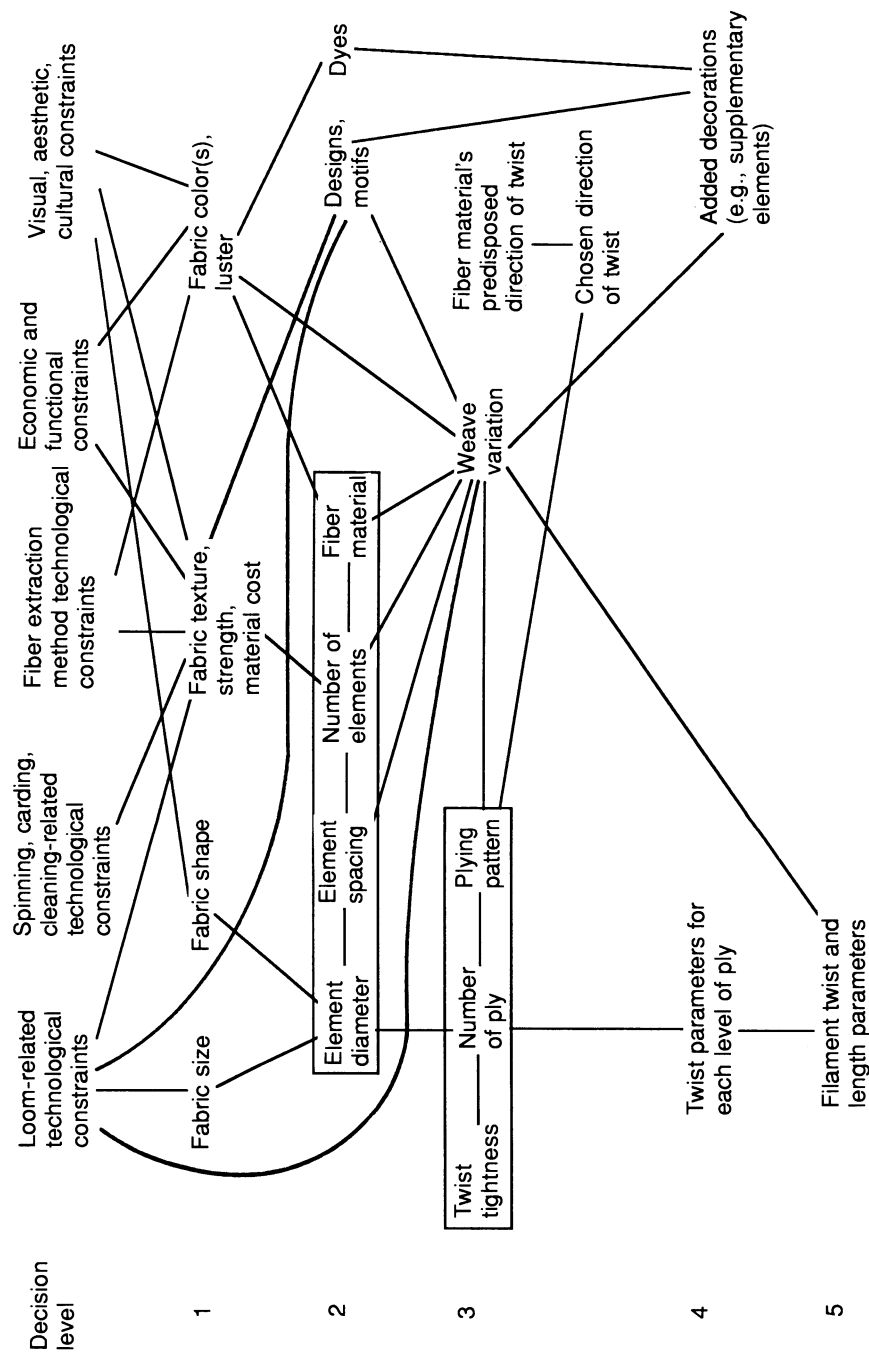 Decision
level
Loom-related
technological
constraints
Spinning, carding,
cleaning-related
technological
constraints
Fiber extraction
method technological
constraints
Economic and
functional
constraints
Visual, aesthetic,
cultural constraints
1
Fabric size
Fabric shape
Fabric texture,
strength,
material cost
Fabric color(s),
luster
2
Element
diameter
Element
spacing
Number of
elements
Fiber
material
Designs,
motifs
Dyes
3
Twist
tightness
Number
of ply
Plying
pattern
Weave
variation
Fiber material's
predisposed
direction of twist
Chosen direction
of twist
4
Twist parameters for
each level of ply
Added decorations
(e.g., supplementary
elements)
5
Filament twist and
length parameters